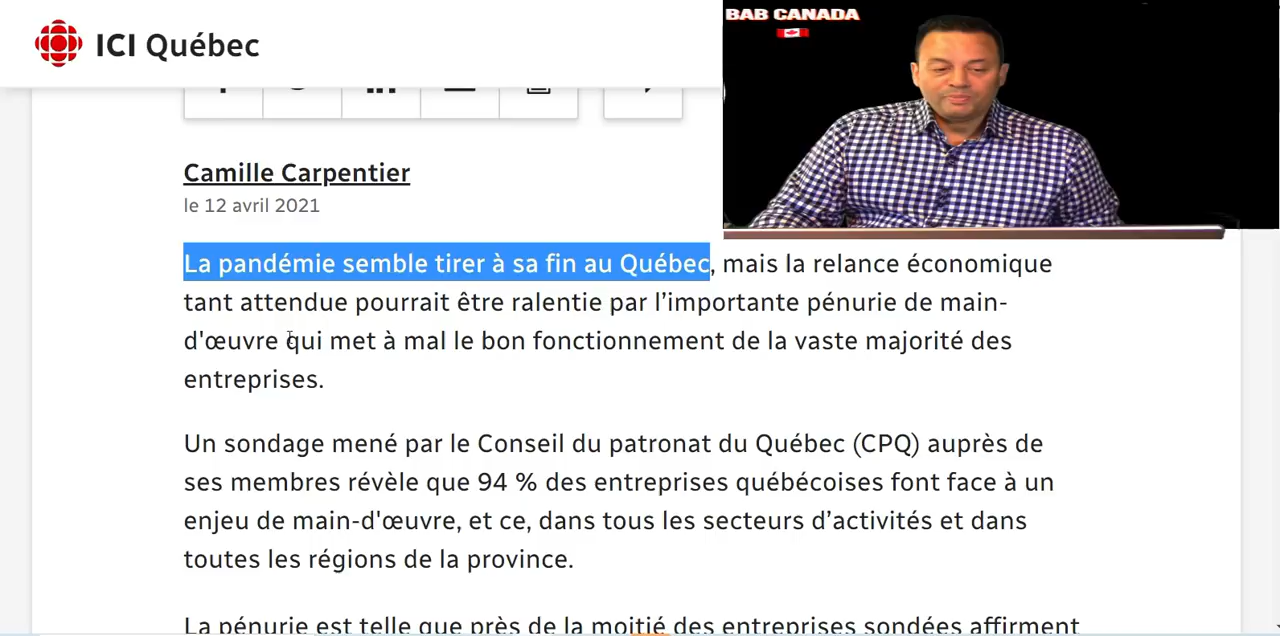 ICI Québec
BAB CANADA
Camille Carpentier
le 12 avril 2021
La pandémie semble tirer à sa fin au Québec, mais la relance économique
tant attendue pourrait être ralentie par l’importante pénurie de main-
d'œuvre qui met à mal le bon fonctionnement de la vaste majorité des
entreprises.
Un sondage mené par le Conseil du patronat du Québec (CPQ) auprès de
ses membres révèle que 94 % des entreprises québécoises font face à un
enjeu de main-d'œuvre, et ce, dans tous les secteurs d’activités et dans
toutes les régions de la province.
La pénurie est telle que près de la moitié des entreprises sondées affirment